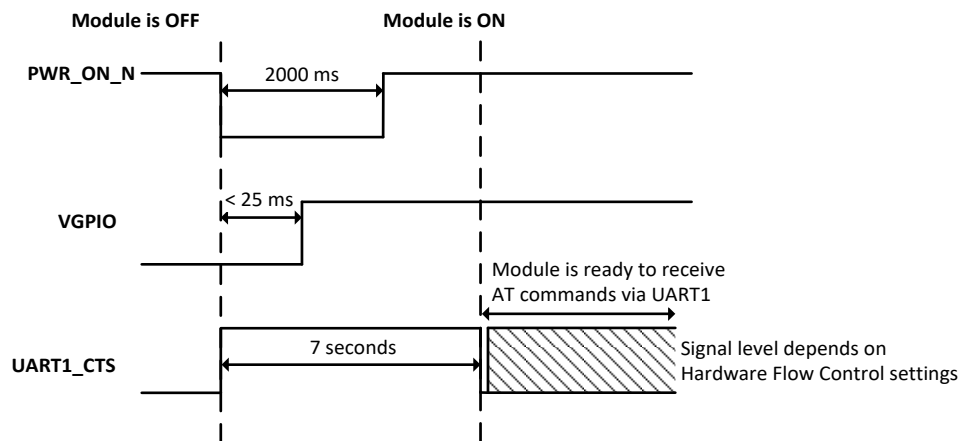 Module is OFF
Module is ON
PWR_ON_N
2000 ms
< 25 ms
VGPIO
Module is ready to receive
AT commands via UART1
7 seconds
UART1_CTS
Signal level depends on
Hardware Flow Control settings